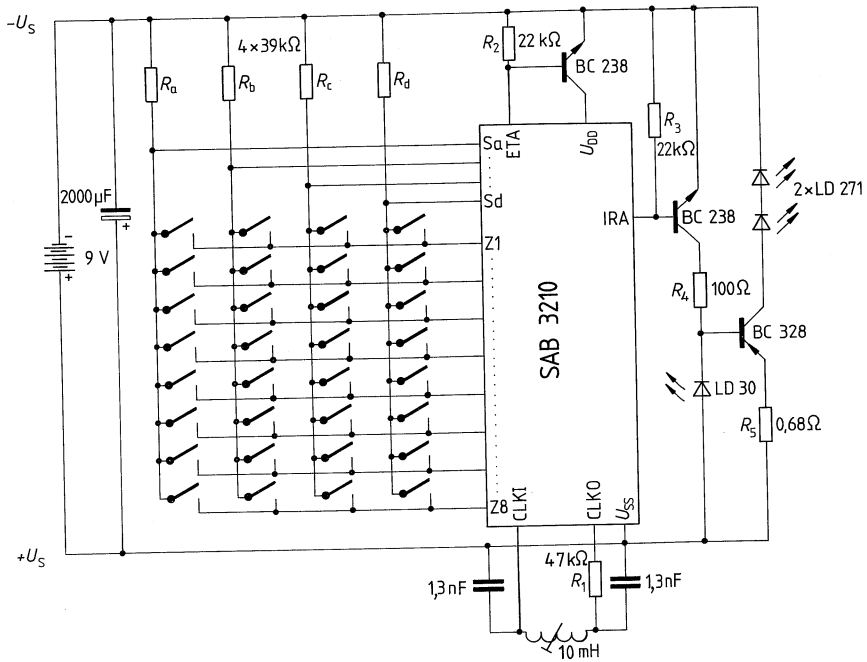 −U_S
4×39kΩ
R_a
R_b
R_c
R_d
R_2
22 kΩ
BC 238
ETA
U_DD
Sa
Sd
Z1
Z8
SAB 3210
IRA
R_3
22kΩ
BC 238
2×LD 271
R_4
100Ω
BC 328
LD 30
R_5
0,68Ω
2000µF
+
−
9 V
+
CLKI
CLKO
U_SS
+U_S
1,3nF
47kΩ
R_1
1,3nF
10 mH